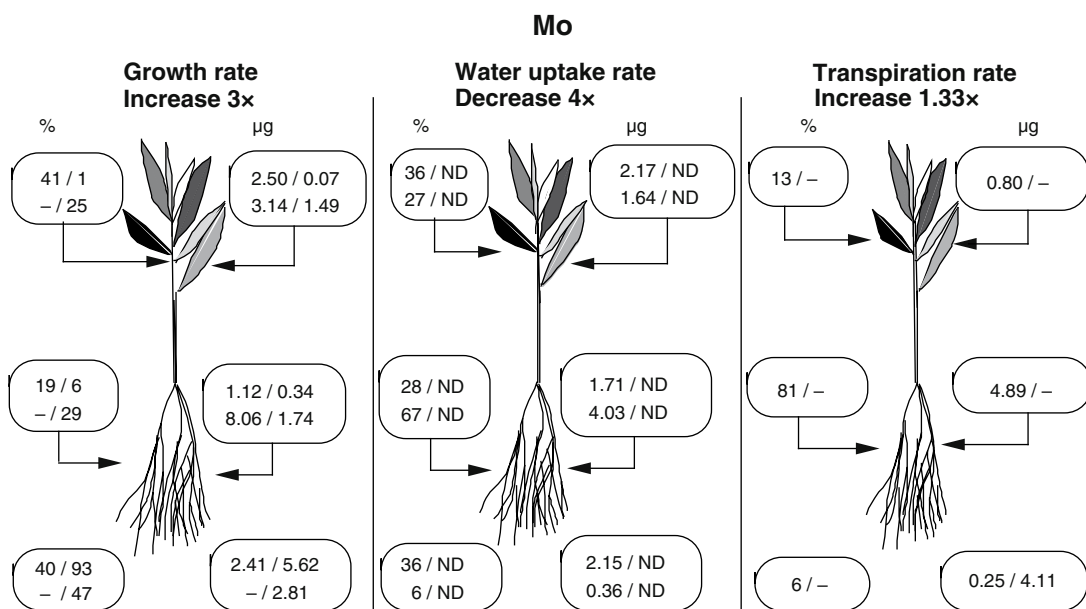 Mo
Growth rate
Increase 3×
% µg
41 / 1
– / 25
2.50 / 0.07
3.14 / 1.49
19 / 6
– / 29
1.12 / 0.34
8.06 / 1.74
40 / 93
– / 47
2.41 / 5.62
– / 2.81
Water uptake rate
Decrease 4×
36 / ND
27 / ND
2.17 / ND
1.64 / ND
28 / ND
67 / ND
1.71 / ND
4.03 / ND
36 / ND
6 / ND
2.15 / ND
0.36 / ND
Transpiration rate
Increase 1.33×
% µg
13 / –
0.80 / –
81 / –
4.89 / –
6 / –
0.25 / 4.11